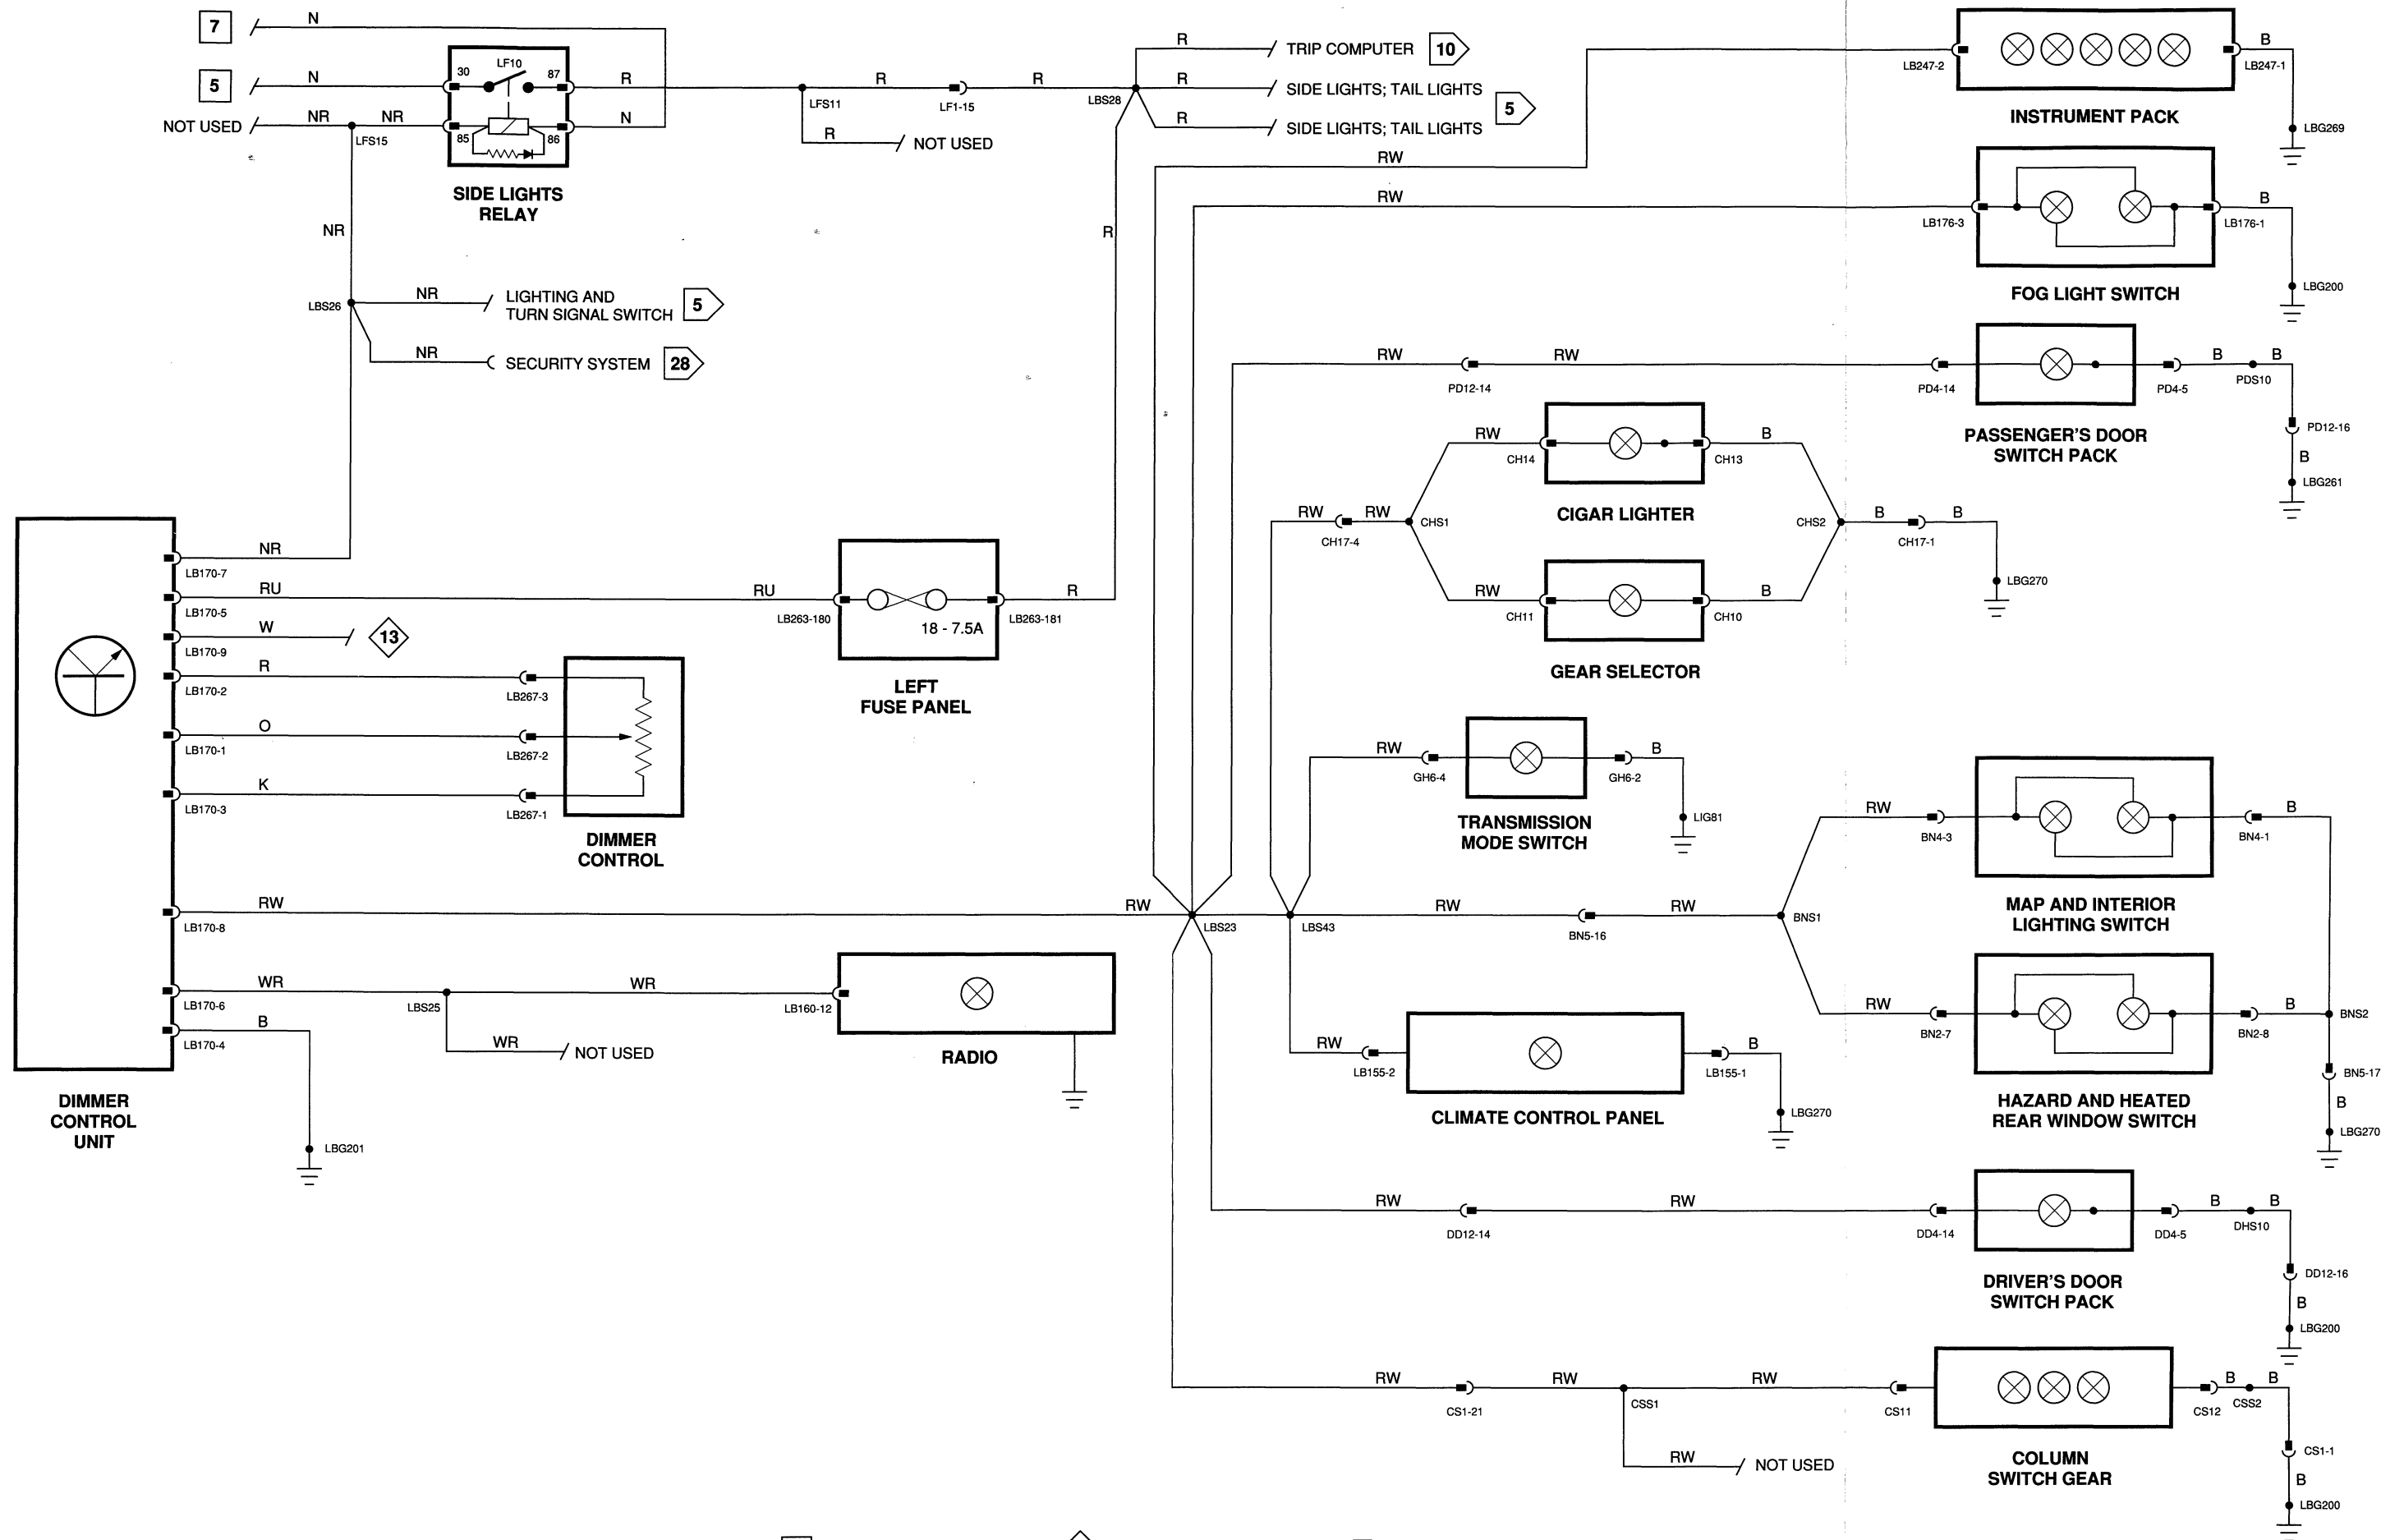 7
N
5
N
NOT USED
NR
NR
LFS15
30
LF10
87
85
86
R
N
SIDE LIGHTS
RELAY
LFS11
R
NOT USED
R
LF1-15
R
LBS28
R
TRIP COMPUTER
10
R
SIDE LIGHTS; TAIL LIGHTS
5
R
SIDE LIGHTS; TAIL LIGHTS
NR
LBS26
NR
LIGHTING AND
TURN SIGNAL SWITCH
5
NR
SECURITY SYSTEM
28
R
RW
LB247-2
LB247-1
B
LBG269
INSTRUMENT PACK
RW
LB176-3
LB176-1
B
LBG200
FOG LIGHT SWITCH
RW
PD12-14
RW
PD4-14
PD4-5
B
PDS10
B
PD12-16
B
LBG261
PASSENGER'S DOOR
SWITCH PACK
RW
CH14
CH13
B
CIGAR LIGHTER
RW
CH17-4
RW
CHS1
CHS2
B
CH17-1
B
LBG270
RW
CH11
CH10
B
GEAR SELECTOR
NR
LB170-7
RU
LB170-5
RU
LB263-180
18 - 7.5A
LB263-181
R
LEFT
FUSE PANEL
W
LB170-9
13
R
LB170-2
LB267-3
O
LB170-1
LB267-2
K
LB170-3
LB267-1
DIMMER
CONTROL
RW
GH6-4
GH6-2
B
LIG81
TRANSMISSION
MODE SWITCH
RW
LB170-8
RW
LBS23
LBS43
RW
BN5-16
RW
BNS1
RW
BN4-3
BN4-1
B
MAP AND INTERIOR
LIGHTING SWITCH
RW
BN2-7
BN2-8
B
BNS2
BN5-17
B
LBG270
HAZARD AND HEATED
REAR WINDOW SWITCH
WR
LB170-6
LBS25
WR
LB160-12
RADIO
WR
NOT USED
B
LB170-4
LBG201
DIMMER
CONTROL
UNIT
RW
LB155-2
LB155-1
B
LBG270
CLIMATE CONTROL PANEL
RW
DD12-14
RW
DD4-14
DD4-5
B
DHS10
B
DD12-16
B
LBG200
DRIVER'S DOOR
SWITCH PACK
RW
CS1-21
RW
CSS1
RW
CS11
CS12
B
CSS2
B
CS1-1
B
LBG200
RW
NOT USED
COLUMN
SWITCH GEAR